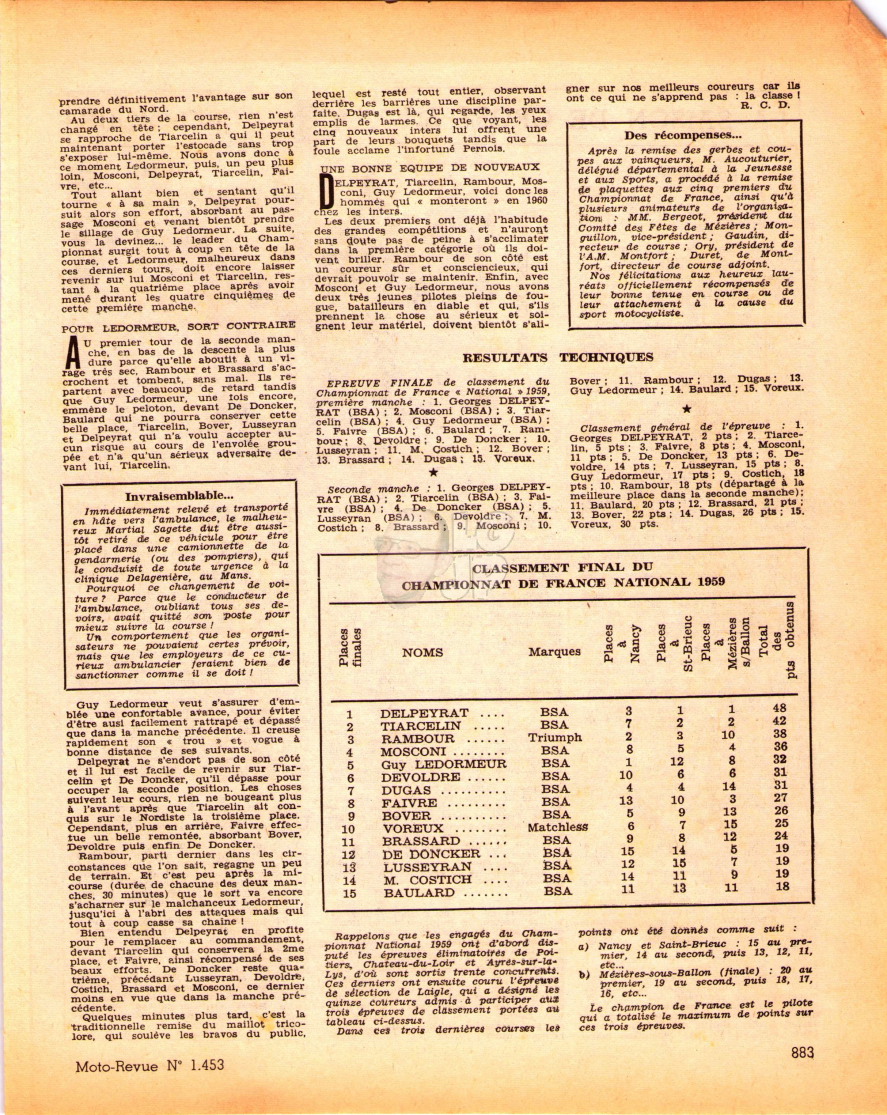 prendre définitivement l'avantage sur son
camarade du Nord.
Au deux tiers de la course, rien n'est
changé en tête ; cependant, Delpeyrat
se rapproche de Tiarcelin a qui il peut
maintenant porter l'estocade sans trop
s'exposer lui-même. Nous avons donc à
ce moment Ledormeur, puis, un peu plus
loin, Mosconi, Delpeyrat, Tiarcelin, Fai-
vre, etc...
Tout allant bien et sentant qu'il
tourne « à sa main », Delpeyrat pour-
suit alors son effort, absorbant au pas-
sage Mosconi et venant bientôt prendre
le sillage de Guy Ledormeur. La suite,
vous la devinez... le leader du Cham-
pionnat surgit tout à coup en tête de la
course, et Ledormeur, malheureux dans
ces derniers tours, doit encore laisser
revenir sur lui Mosconi et Tiarcelin, res-
tant à la quatrième place après avoir
mené durant les quatre cinquièmes de
cette première manche.
POUR LEDORMEUR, SORT CONTRAIRE
AU premier tour de la seconde man-
che, en bas de la descente la plus
dure parce qu'elle aboutit à un vi-
rage très sec, Rambour et Brassard s'ac-
crochent et tombent, sans mal. Ils re-
partent avec beaucoup de retard tandis
que Guy Ledormeur, une fois encore,
emmène le peloton, devant De Doncker,
Baulard qui ne pourra conserver cette
belle place, Tiarcelin, Bover, Lusseyran
et Delpeyrat qui n'a voulu accepter au-
cun risque au cours de l'envolée grou-
pée et n'a qu'un sérieux adversaire de-
vant lui, Tiarcelin.
Invraisemblable...
Immédiatement relevé et transporté
en hâte vers l'ambulance, le malheu-
reux Martial Sagette dut être aussi-
tôt retiré de ce véhicule pour être
placé dans une camionnette de la
gendarmerie (ou des pompiers), qui
le conduisit de toute urgence à la
clinique Delagenière, au Mans.
Pourquoi ce changement de voi-
ture ? Parce que le conducteur de
l'ambulance, oubliant tous ses de-
voirs, avait quitté son poste pour
mieux suivre la course !
Un comportement que les organi-
sateurs ne pouvaient certes prévoir,
mais que les employeurs de ce cu-
rieux ambulancier feraient bien de
sanctionner comme il se doit !
Guy Ledormeur veut s'assurer d'em-
blée une confortable avance, pour éviter
d'être ausi facilement rattrapé et dépassé
que dans la manche précédente. Il creuse
rapidement son « trou » et vogue à
bonne distance de ses suivants.
Delpeyrat ne s'endort pas de son côté
et il lui est facile de revenir sur Tiar-
celin et De Doncker, qu'il dépasse pour
occuper la seconde position. Les choses
suivent leur cours, rien ne bougeant plus
à l'avant après que Tiarcelin ait con-
quis sur le Nordiste la troisième place.
Cependant, plus en arrière, Faivre effec-
tue un belle remontée, absorbant Bover,
Devoldre puis enfin De Doncker.
Rambour, parti dernier dans les cir-
constances que l'on sait, regagne un peu
de terrain. Et c'est peu après la mi-
course (durée de chacune des deux man-
ches, 30 minutes) que le sort va encore
s'acharner sur le malchanceux Ledormeur,
jusqu'ici à l'abri des attaques mais qui
tout à coup casse sa chaîne !
Bien entendu Delpeyrat en profite
pour le remplacer au commandement,
devant Tiarcelin qui conservera la 2me
place, et Faivre, ainsi récompensé de ses
beaux efforts. De Doncker reste qua-
trième, précédant Lusseyran, Devoldre,
Costich, Brassard et Mosconi, ce dernier
moins en vue que dans la manche pré-
cédente.
Quelques minutes plus tard, c'est la
traditionnelle remise du maillot trico-
lore, qui soulève les bravos du public,
lequel est resté tout entier, observant
derrière les barrières une discipline par-
faite. Dugas est là, qui regarde, les yeux
emplis de larmes. Ce que voyant, les
cinq nouveaux inters lui offrent une
part de leurs bouquets tandis que la
foule acclame l'infortuné Pernois.
UNE BONNE EQUIPE DE NOUVEAUX
DELPEYRAT, Tiarcelin, Rambour, Mos-
coni, Guy Ledormeur, voici donc les
hommes qui « monteront » en 1960
chez les inters.
Les deux premiers ont déjà l'habitude
des grandes compétitions et n'auront
sans doute pas de peine à s'acclimater
dans la première catégorie où ils doi-
vent briller. Rambour de son côté est
un coureur sûr et consciencieux, qui
devrait pouvoir se maintenir. Enfin, avec
Mosconi et Guy Ledormeur, nous avons
deux très jeunes pilotes pleins de fou-
gue, batailleurs en diable et qui, s'ils
prennent la chose au sérieux et soi-
gnent leur matériel, doivent bientôt s'ali-
gner sur nos meilleurs coureurs car ils
ont ce qui ne s'apprend pas : la classe !
R. C. D.
Des récompenses...
Après la remise des gerbes et cou-
pes aux vainqueurs, M. Aucouturier,
délégué départemental à la Jeunesse
et aux Sports, a procédé à la remise
de plaquettes aux cinq premiers du
Championnat de France, ainsi qu'à
plusieurs animateurs de l'organisa-
tion : MM. Bergeot, président du
Comité des Fêtes de Mézières ; Mon-
guillon, vice-président ; Gaudin, di-
recteur de course ; Ory, président de
l'A.M. Montfort ; Duret, de Mont-
fort, directeur de course adjoint.
Nos félicitations aux heureux lau-
réats officiellement récompensés de
leur bonne tenue en course ou de
leur attachement à la cause du
sport motocycliste.
RESULTATS TECHNIQUES
EPREUVE FINALE de classement du
Championnat de France « National » 1959,
première manche : 1. Georges DELPEY-
RAT (BSA) ; 2. Mosconi (BSA) ; 3. Tiar-
celin (BSA) ; 4. Guy Ledormeur (BSA) ;
5. Faivre (BSA) ; 6. Baulard ; 7. Ram-
bour ; 8. Devoldre ; 9. De Doncker ; 10.
Lusseyran ; 11. M. Costich ; 12. Bover ;
13. Brassard ; 14. Dugas ; 15. Voreux.
Seconde manche : 1. Georges DELPEY-
RAT (BSA) ; 2. Tiarcelin (BSA) ; 3. Fai-
vre (BSA) ; 4. De Doncker (BSA) ; 5.
Lusseyran (BSA) ; 6. Devoldre ; 7. M.
Costich ; 8. Brassard ; 9. Mosconi ; 10.
Bover ; 11. Rambour ; 12. Dugas ; 13.
Guy Ledormeur ; 14. Baulard ; 15. Voreux.
Classement général de l'épreuve : 1.
Georges DELPEYRAT, 2 pts ; 2. Tiarce-
lin, 5 pts ; 3. Faivre, 8 pts ; 4. Mosconi,
11 pts ; 5. De Doncker, 13 pts ; 6. De-
voldre, 14 pts ; 7. Lusseyran, 15 pts ; 8.
Guy Ledormeur, 17 pts ; 9. Costich, 18
pts ; 10. Rambour, 18 pts (départagé à la
meilleure place dans la seconde manche) ;
11. Baulard, 20 pts ; 12. Brassard, 21 pts ;
13. Bover, 22 pts ; 14. Dugas, 26 pts ; 15.
Voreux, 30 pts.
CLASSEMENT FINAL DU
CHAMPIONNAT DE FRANCE NATIONAL 1959
Places finales NOMS Marques Places à Nancy Places à St-Brieuc Places à Mézières s/Ballon Total des pts obtenus
1 DELPEYRAT .... BSA 3 1 1 48
2 TIARCELIN ..... BSA 7 2 2 42
3 RAMBOUR ...... Triumph 2 3 10 38
4 MOSCONI ........ BSA 8 5 4 36
5 Guy LEDORMEUR BSA 1 12 8 32
6 DEVOLDRE ...... BSA 10 6 6 31
7 DUGAS .......... BSA 4 4 14 31
8 FAIVRE ......... BSA 13 10 3 27
9 BOVER .......... BSA 5 9 13 26
10 VOREUX ........ Matchless 6 7 15 25
11 BRASSARD ...... BSA 9 8 12 24
12 DE DONCKER ... BSA 15 14 5 19
13 LUSSEYRAN .... BSA 12 15 7 19
14 M. COSTICH .... BSA 14 11 9 19
15 BAULARD ....... BSA 11 13 11 18
Rappelons que les engagés du Cham-
pionnat National 1959 ont d'abord dis-
puté les épreuves éliminatoires de Poi-
tiers, Chateau-du-Loir et Ayrès-sur-la-
Lys, d'où sont sortis trente concurrents.
Ces derniers ont ensuite couru l'épreuve
de sélection de Laigle, qui a désigné les
quinze coureurs admis à participer aux
trois épreuves de classement portées au
tableau ci-dessus.
Dans ces trois dernières courses les
points ont été donnés comme suit :
a) Nancy et Saint-Brieuc : 15 au pre-
mier, 14 au second, puis 13, 12, 11,
etc...
b) Mézières-sous-Ballon (finale) : 20 au
premier, 19 au second, puis 18, 17,
16, etc...
Le champion de France est le pilote
qui a totalisé le maximum de points sur
ces trois épreuves.
Moto-Revue N° 1.453
883